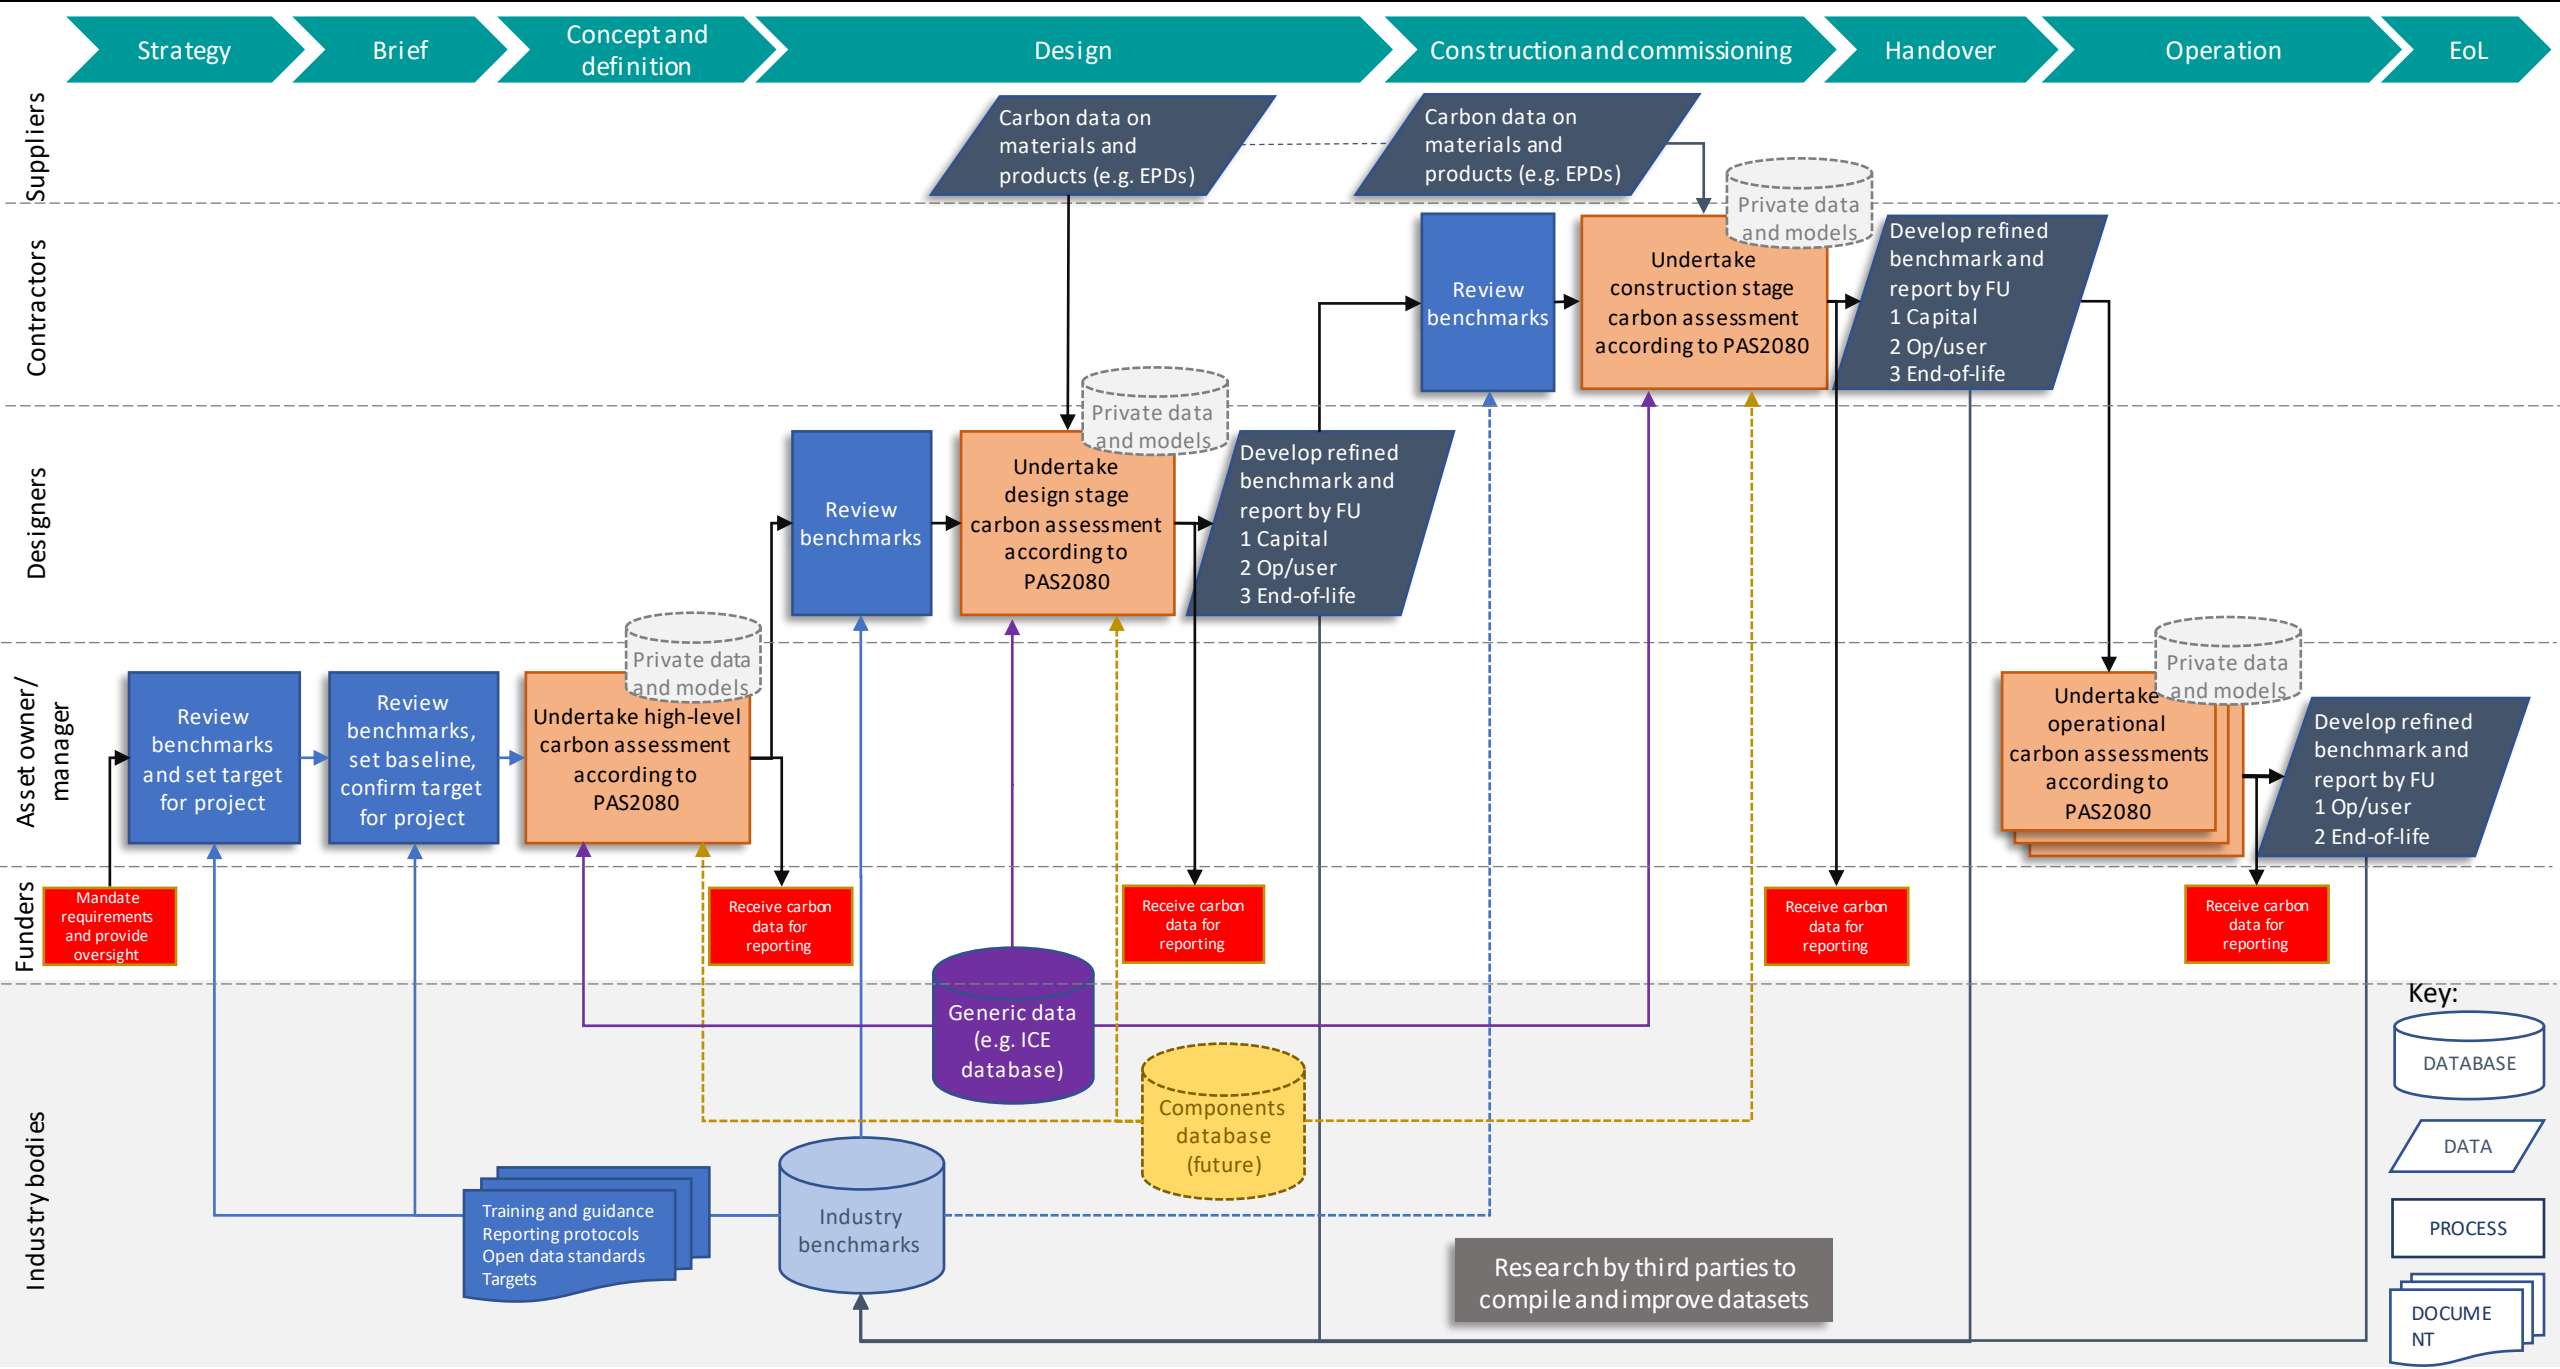 Strategy
Brief
Concept and
definition
Design
Construction and commissioning
Handover
Operation
EoL
Suppliers
Carbon data on
materials and
products (e.g. EPDs)
Carbon data on
materials and
products (e.g. EPDs)
Contractors
Review
benchmarks
Private data
and models
Undertake
construction stage
carbon assessment
according to PAS2080
Develop refined
benchmark and
report by FU
1 Capital
2 Op/user
3 End-of-life
Designers
Review
benchmarks
Private data
and models
Undertake
design stage
carbon assessment
according to
PAS2080
Develop refined
benchmark and
report by FU
1 Capital
2 Op/user
3 End-of-life
Asset owner/
manager
Review
benchmarks
and set target
for project
Review
benchmarks,
set baseline,
confirm target
for project
Private data
and models
Undertake high-level
carbon assessment
according to
PAS2080
Private data
and models
Undertake
operational
carbon assessments
according to
PAS2080
Develop refined
benchmark and
report by FU
1 Op/user
2 End-of-life
Funders
Mandate
requirements
and provide
oversight
Receive carbon
data for
reporting
Receive carbon
data for
reporting
Receive carbon
data for
reporting
Receive carbon
data for
reporting
Industry bodies
Generic data
(e.g. ICE
database)
Components
database
(future)
Training and guidance
Reporting protocols
Open data standards
Targets
Industry
benchmarks
Research by third parties to
compile and improve datasets
Key:
DATABASE
DATA
PROCESS
DOCUME
NT